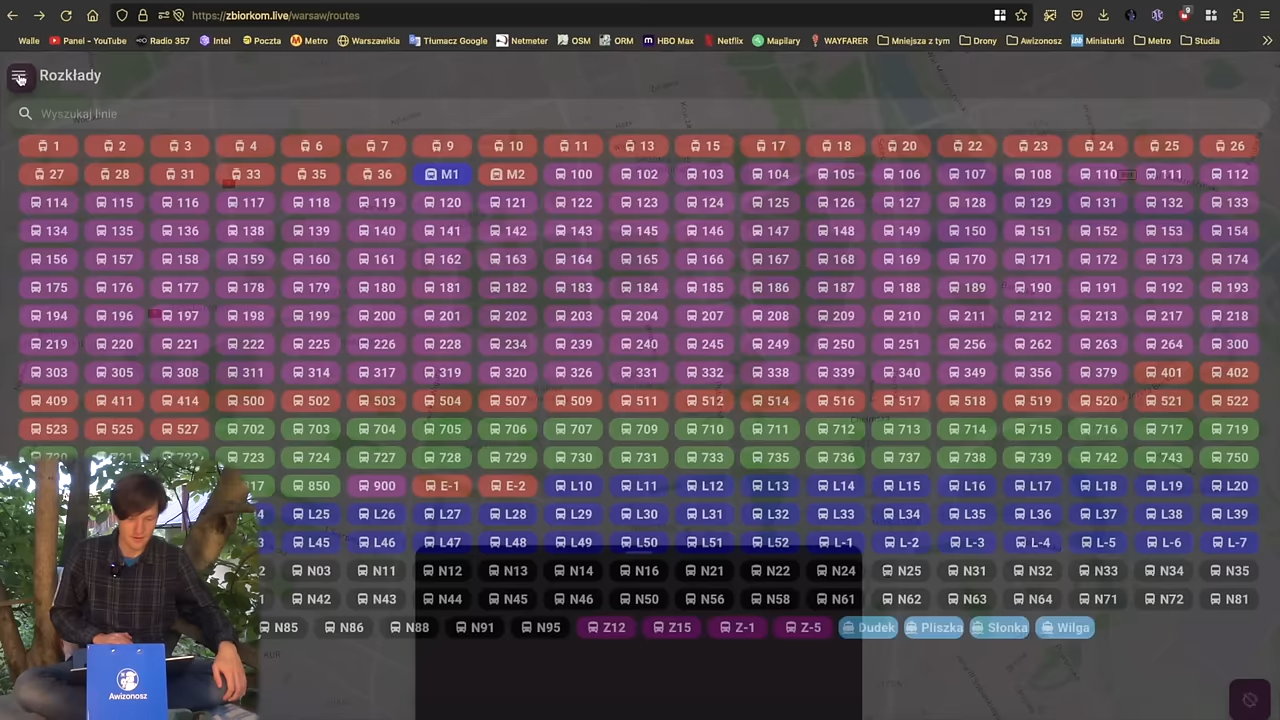 https://zbiorkom.live/warsaw/routes
9
Walle Panel - YouTube Radio 357 Intel Poczta Metro Warszawikia Tłumacz Google Netmeter OSM ORM HBO Max Netflix Mapilary WAYFARER Mniejsza z tym Drony Awizonosz Miniaturki Metro Studia
Rozkłady
Wyszukaj linie
1 2 3 4 6 7 9 10 11 13 15 17 18 20 22 23 24 25 26
27 28 31 33 35 36 M1 M2 100 102 103 104 105 106 107 108 110 111 112
114 115 116 117 118 119 120 121 122 123 124 125 126 127 128 129 131 132 133
134 135 136 138 139 140 141 142 143 145 146 147 148 149 150 151 152 153 154
156 157 158 159 160 161 162 163 164 165 166 167 168 169 170 171 172 173 174
175 176 177 178 179 180 181 182 183 184 185 186 187 188 189 190 191 192 193
194 196 197 198 199 200 201 202 203 204 207 208 209 210 211 212 213 217 218
219 220 221 222 225 226 228 234 239 240 245 249 250 251 256 262 263 264 300
303 305 308 311 314 317 319 320 326 331 332 338 339 340 349 356 379 401 402
409 411 414 500 502 503 504 507 509 511 512 514 516 517 518 519 520 521 522
523 525 527 702 703 704 705 706 707 709 710 711 712 713 714 715 716 717 719
720 721 722 723 724 727 728 729 730 731 733 735 736 737 738 739 742 743 750
17 850 900 E-1 E-2 L10 L11 L12 L13 L14 L15 L16 L17 L18 L19 L20
4 L25 L26 L27 L28 L29 L30 L31 L32 L33 L34 L35 L36 L37 L38 L39
L45 L46 L47 L48 L49 L50 L51 L52 L-1 L-2 L-3 L-4 L-5 L-6 L-7
2 N03 N11 N12 N13 N14 N16 N21 N22 N24 N25 N31 N32 N33 N34 N35
1 N42 N43 N44 N45 N46 N50 N56 N58 N61 N62 N63 N64 N71 N72 N81
N85 N86 N88 N91 N95 Z12 Z15 Z-1 Z-5 Dudek Pliszka Słonka Wilga
Awizonosz